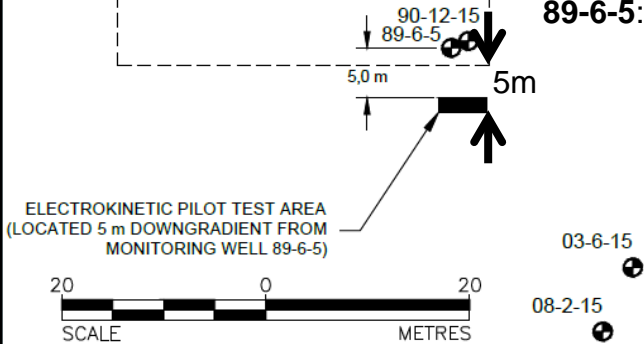 90-12-15
89-6-5:
89-6-5
5,0 m
5m
ELECTROKINETIC PILOT TEST AREA
(LOCATED 5 m DOWNGRADIENT FROM
MONITORING WELL 89-6-5)
03-6-15
20 0 20
08-2-15
SCALE METRES